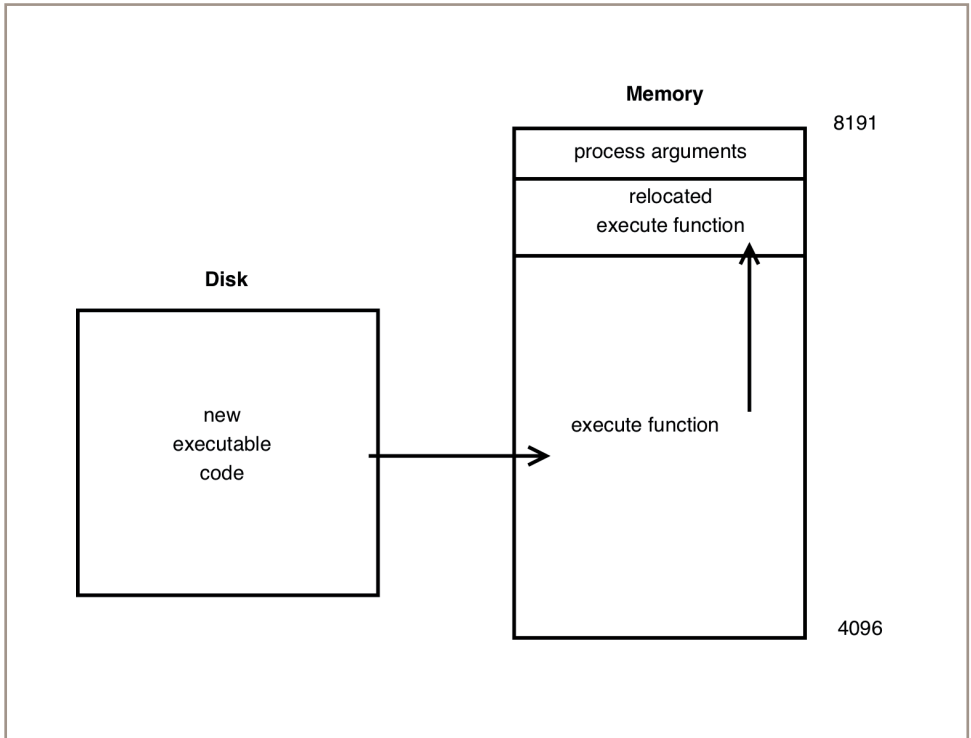 Memory
8191
process arguments
relocated
execute function
Disk
new
executable
code
execute function
4096